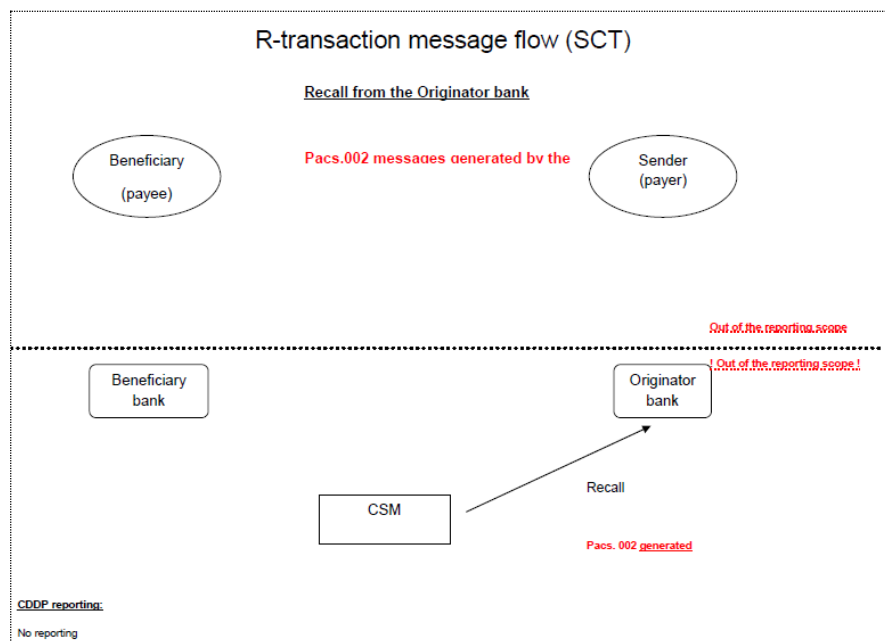 R-transaction message flow (SCT)
Recall from the Originator bank
Beneficiary
(payee)
Pacs.002 messages generated by the
Sender
(payer)
Out of the reporting scope
! Out of the reporting scope !
Beneficiary
bank
Originator
bank
Recall
CSM
Pacs. 002 generated
CDDP reporting:
No reporting